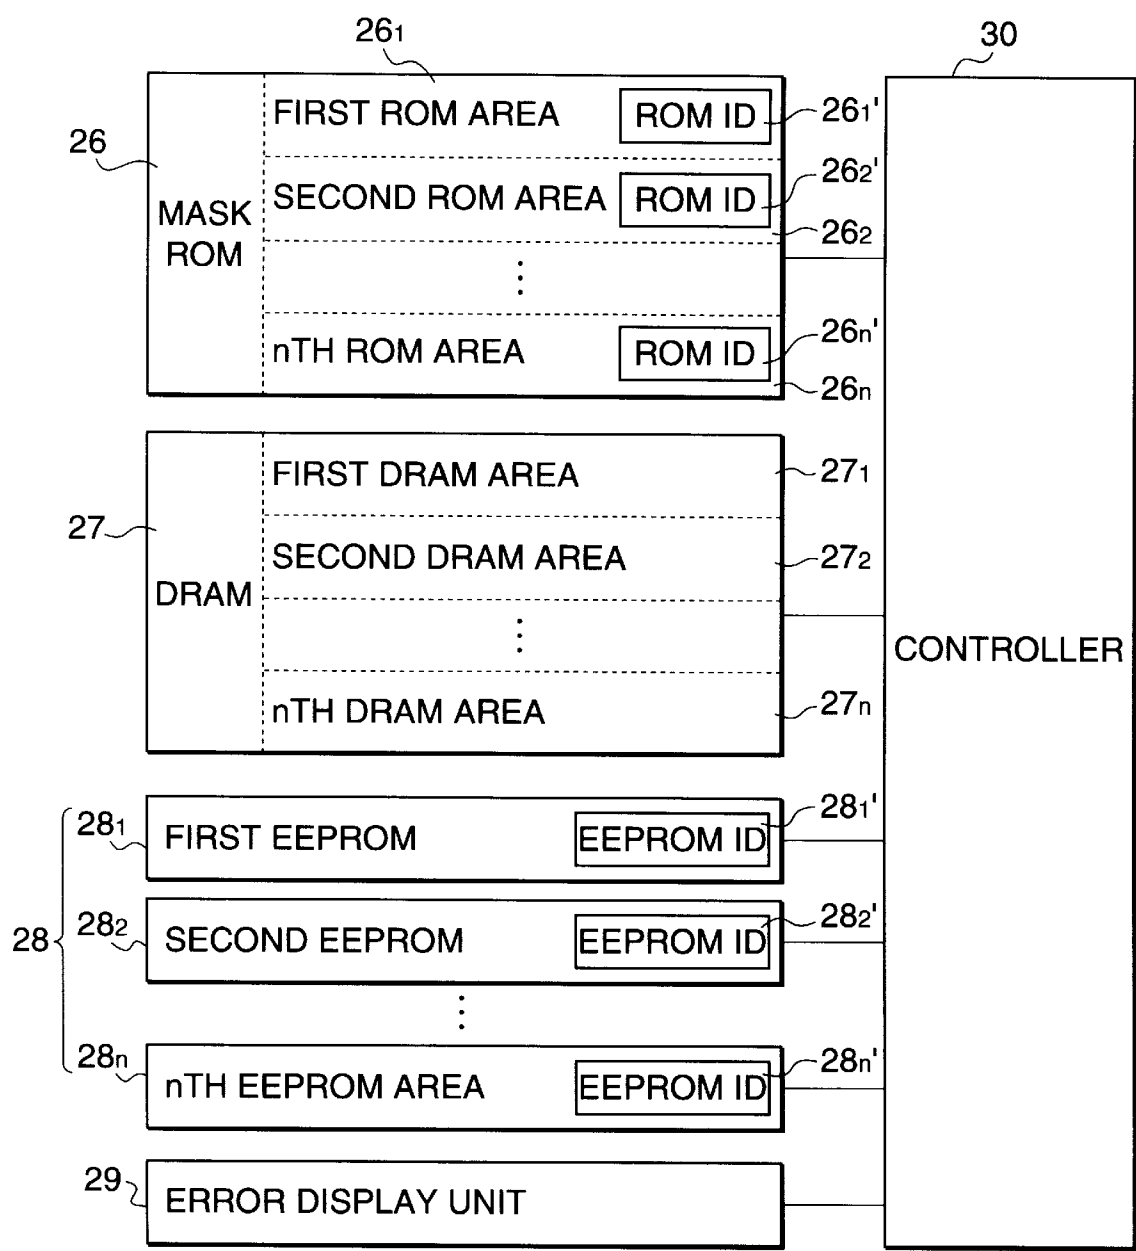 26₁
30
26
MASK ROM
FIRST ROM AREA
ROM ID
26₁'
SECOND ROM AREA
ROM ID
26₂'
26₂
⋮
nTH ROM AREA
ROM ID
26n'
26n
27
DRAM
FIRST DRAM AREA
27₁
SECOND DRAM AREA
27₂
⋮
nTH DRAM AREA
27n
CONTROLLER
28
28₁
FIRST EEPROM
EEPROM ID
28₁'
28₂
SECOND EEPROM
EEPROM ID
28₂'
⋮
28n
nTH EEPROM AREA
EEPROM ID
28n'
29
ERROR DISPLAY UNIT